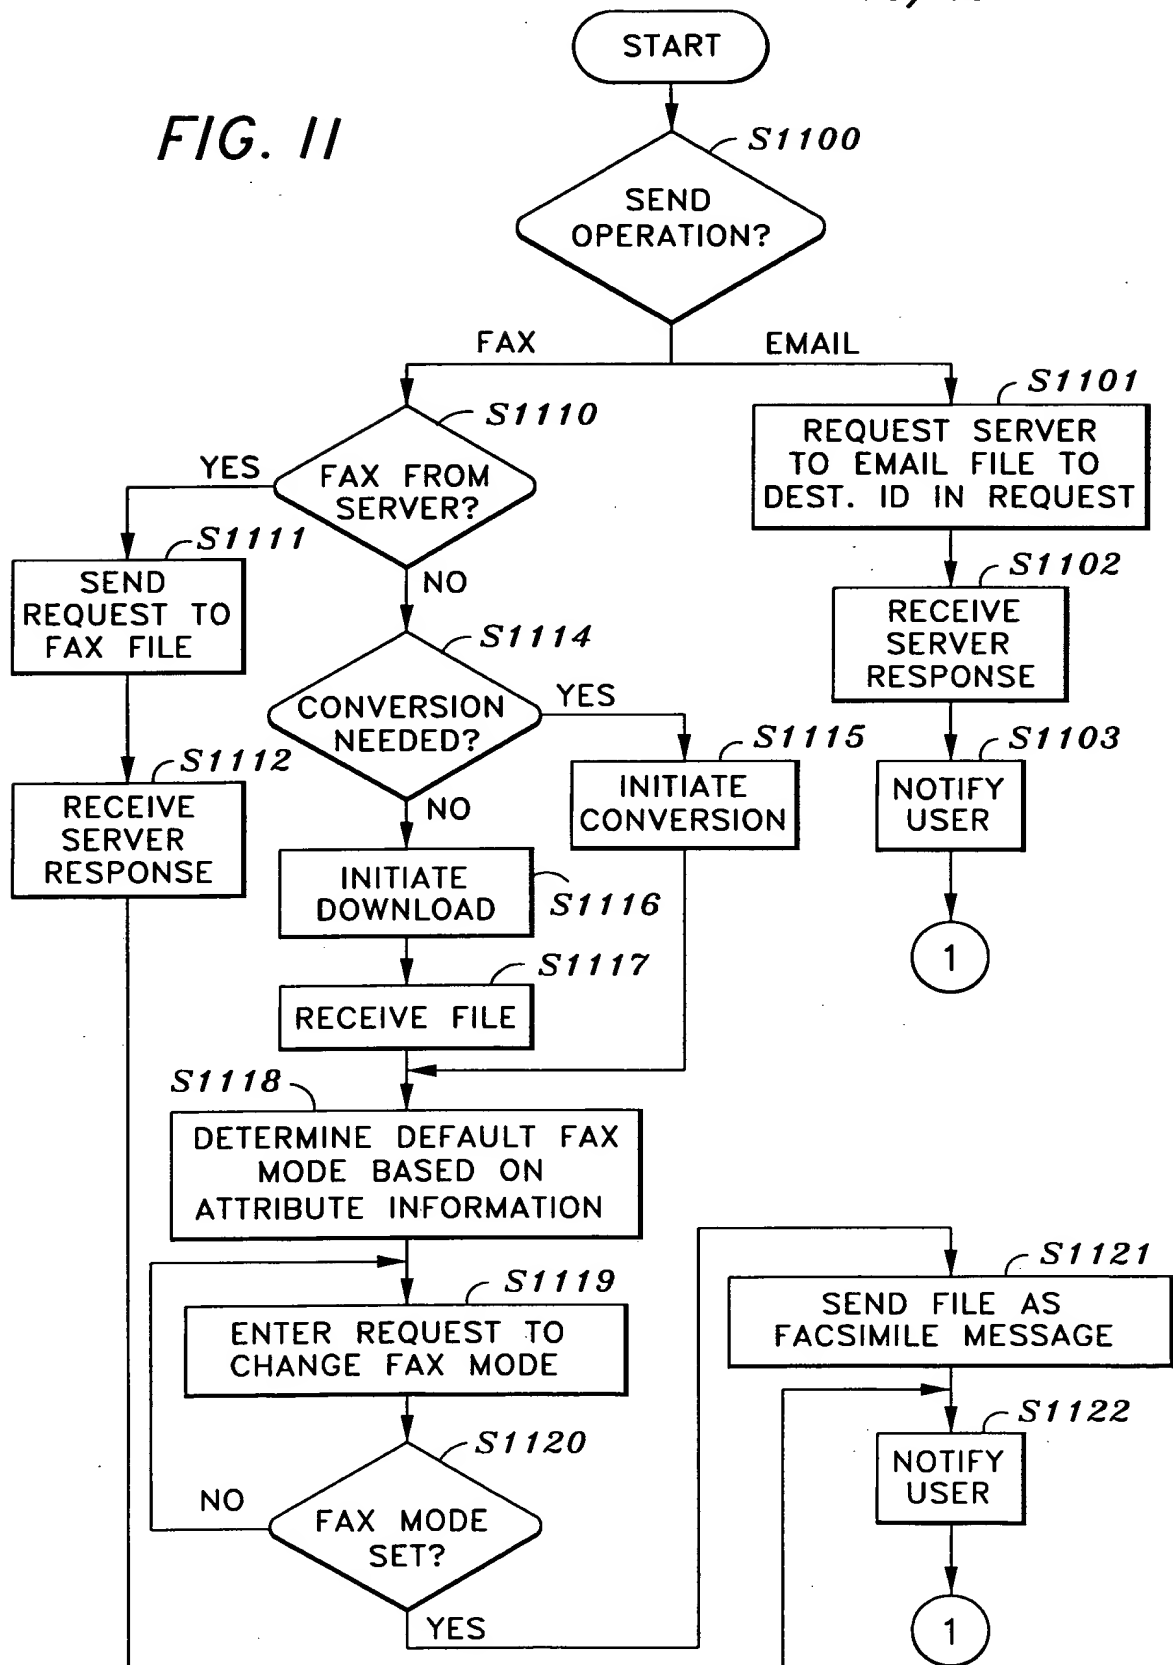 FIG. 11
START
S1100
SEND
OPERATION?
FAX
EMAIL
S1101
REQUEST SERVER
TO EMAIL FILE TO
DEST. ID IN REQUEST
S1110
FAX FROM
SERVER?
YES
NO
S1102
RECEIVE
SERVER
RESPONSE
S1111
SEND
REQUEST TO
FAX FILE
S1114
CONVERSION
NEEDED?
YES
NO
S1103
NOTIFY
USER
1
S1112
RECEIVE
SERVER
RESPONSE
S1115
INITIATE
CONVERSION
INITIATE
DOWNLOAD
S1116
S1117
RECEIVE FILE
S1118
DETERMINE DEFAULT FAX
MODE BASED ON
ATTRIBUTE INFORMATION
S1119
ENTER REQUEST TO
CHANGE FAX MODE
S1120
FAX MODE
SET?
NO
YES
S1121
SEND FILE AS
FACSIMILE MESSAGE
S1122
NOTIFY
USER
1